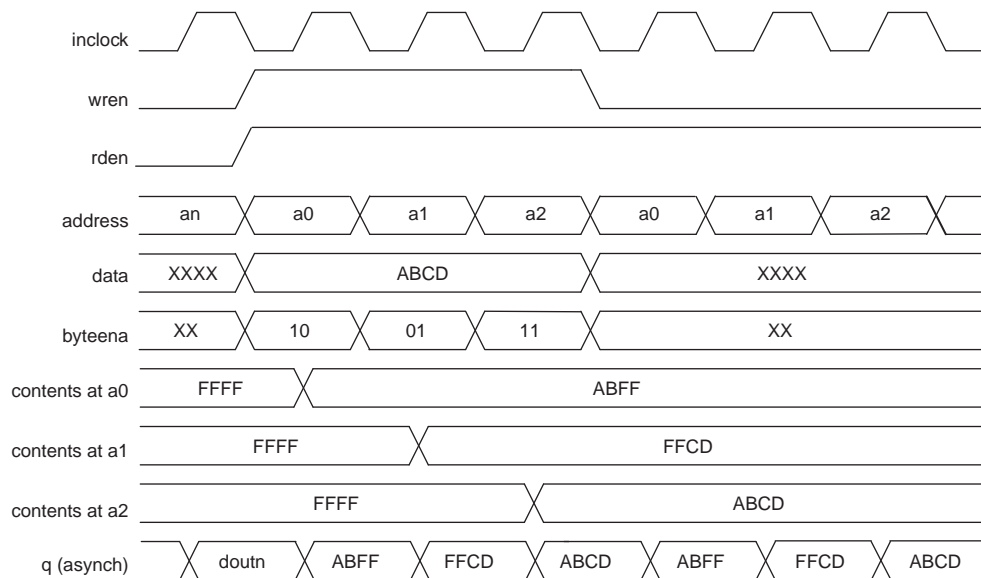 inclock
wren
rden
address an a0 a1 a2 a0 a1 a2
data XXXX ABCD XXXX
byteena XX 10 01 11 XX
contents at a0 FFFF ABFF
contents at a1 FFFF FFCD
contents at a2 FFFF ABCD
q (asynch) doutn ABFF FFCD ABCD ABFF FFCD ABCD